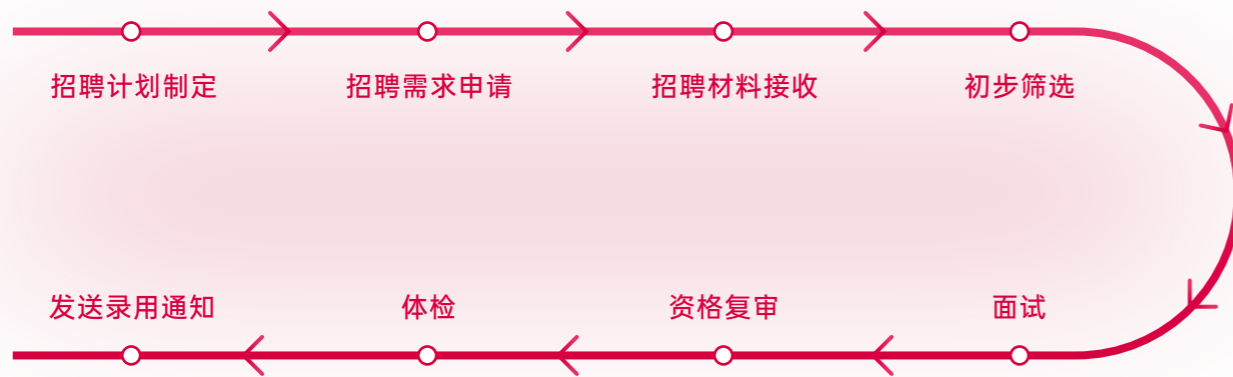 招聘计划制定
招聘需求申请
招聘材料接收
初步筛选
面试
资格复审
体检
发送录用通知